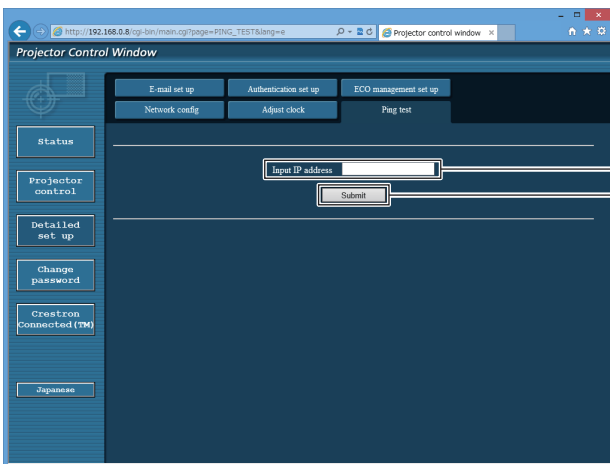 http://192.168.0.8/cgi-bin/main.cgi?page=PING_TEST&lang=e
Projector control window
Projector Control Window
E-mail set up
Authentication set up
ECO management set up
Network config
Adjust clock
Ping test
Status
Projector
control
Detailed
set up
Change
password
Crestron
Connected(TM)
Japanese
Input IP address
Submit